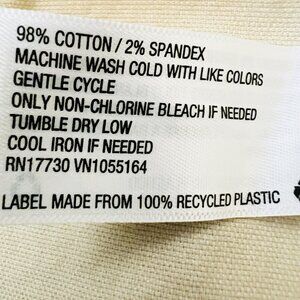 98% COTTON / 2% SPANDEX
MACHINE WASH COLD WITH LIKE COLORS
GENTLE CYCLE
ONLY NON-CHLORINE BLEACH IF NEEDED
TUMBLE DRY LOW
COOL IRON IF NEEDED
RN17730 VN1055164
LABEL MADE FROM 100% RECYCLED PLASTIC